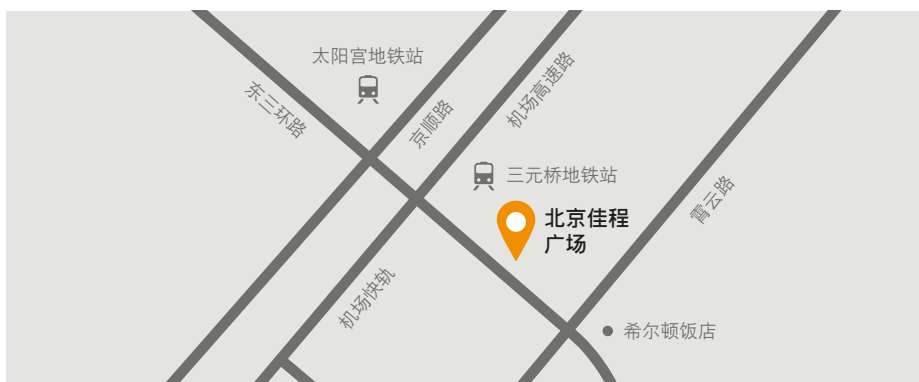 太阳宫地铁站
东三环路
京顺路
机场高速路
三元桥地铁站
霄云路
北京佳程
广场
机场快轨
希尔顿饭店